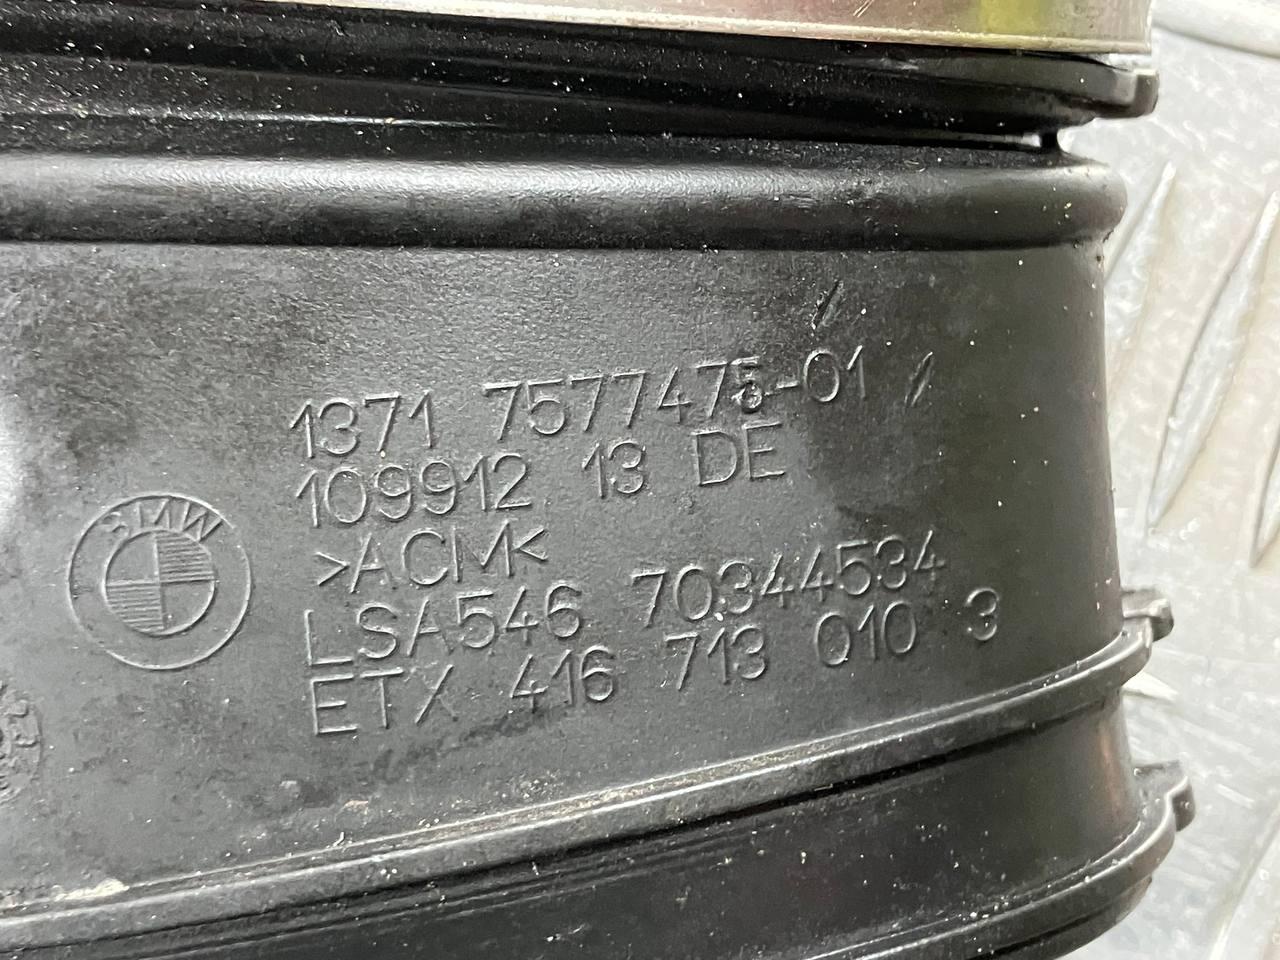 1371 7577475-01
109912 13 DE
BMW
>ACM<
LSA546 70344534
ETX 416 713 010 3